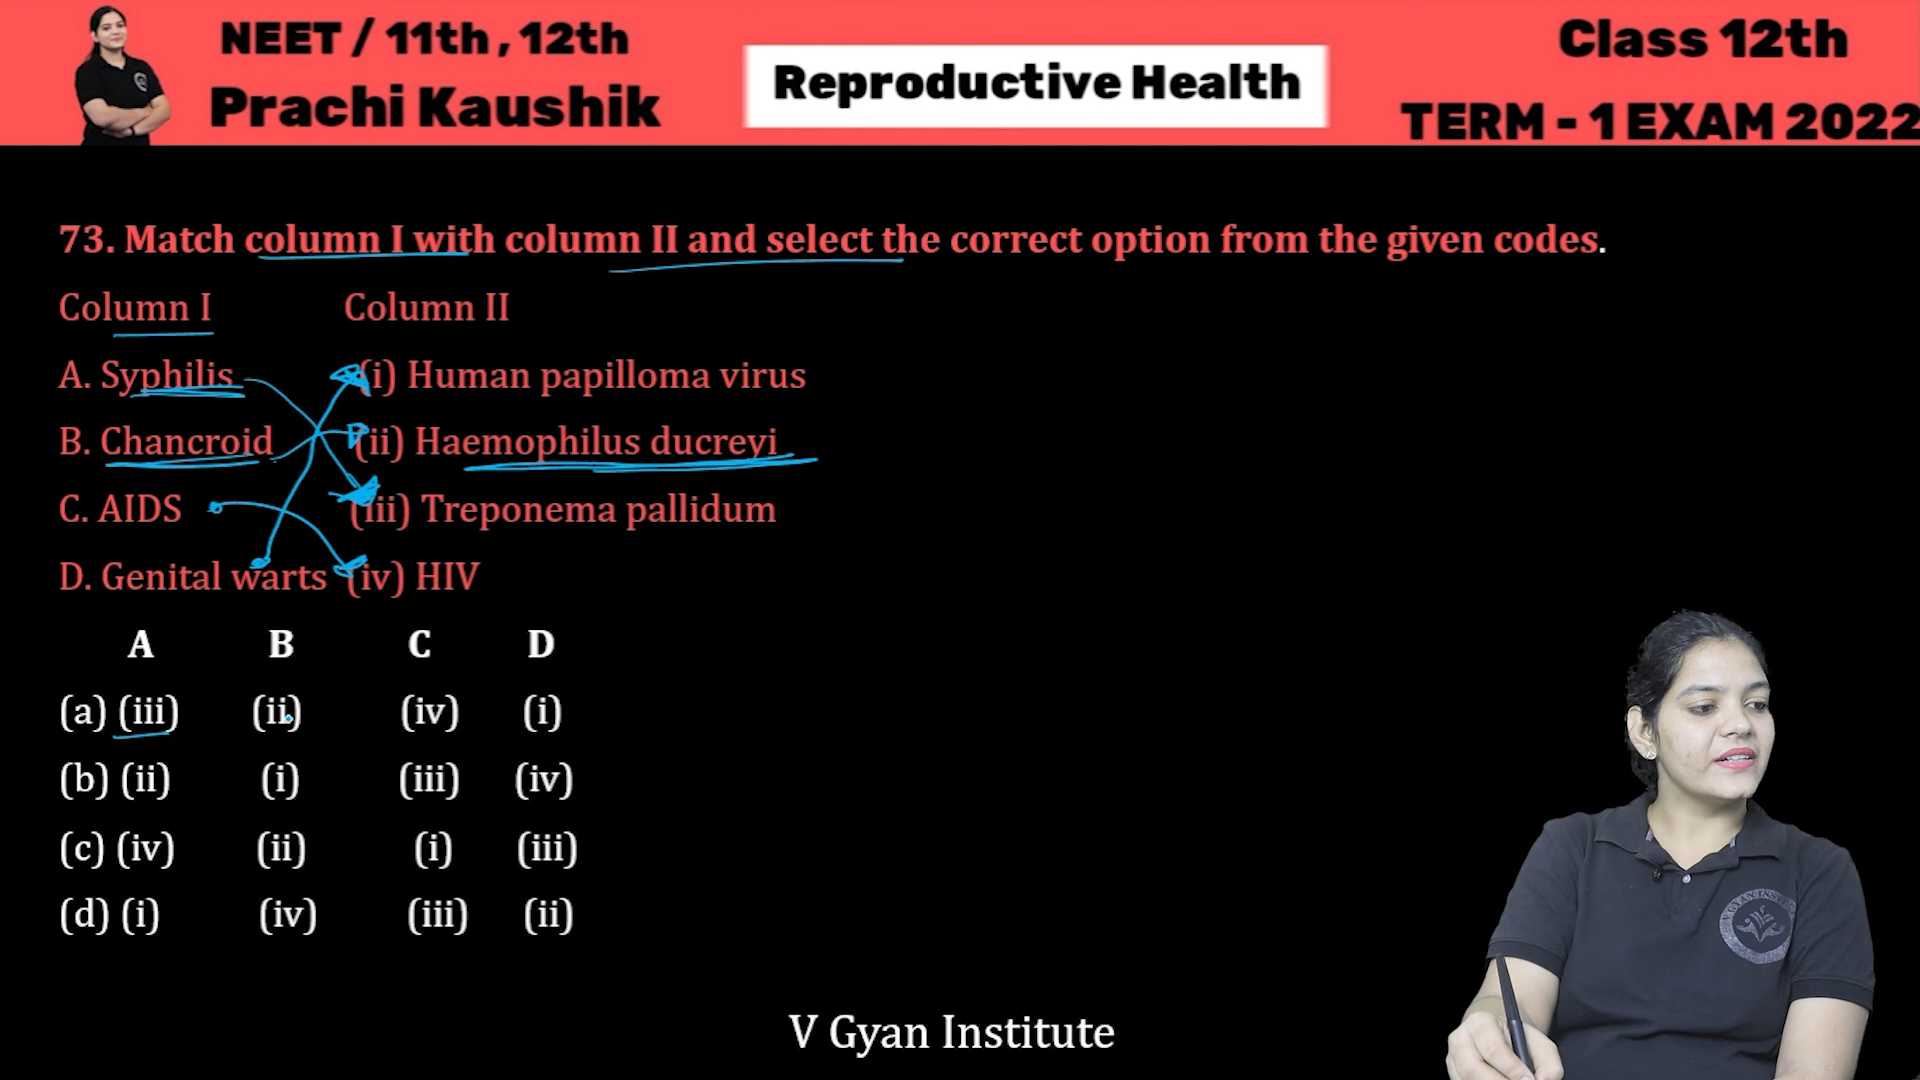 NEET / 11th , 12th
Prachi Kaushik
Reproductive Health
Class 12th
TERM - 1 EXAM 2022
73. Match column I with column II and select the correct option from the given codes.
Column I Column II
A. Syphilis (i) Human papilloma virus
B. Chancroid (ii) Haemophilus ducreyi
C. AIDS (iii) Treponema pallidum
D. Genital warts (iv) HIV
A B C D
(a) (iii) (ii) (iv) (i)
(b) (ii) (i) (iii) (iv)
(c) (iv) (ii) (i) (iii)
(d) (i) (iv) (iii) (ii)
V Gyan Institute